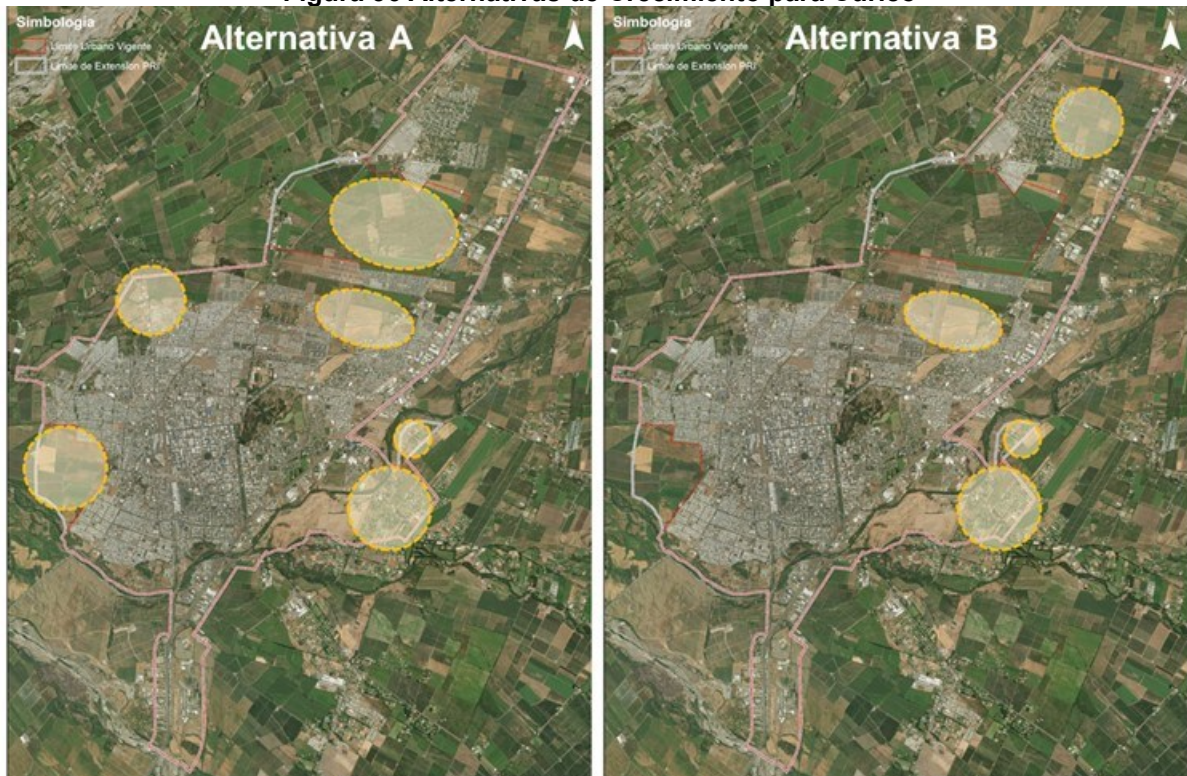 Simbología
Alternativa A
Límite Urbano Vigente
Límite de Extensión PRI
Simbología
Alternativa B
Límite Urbano Vigente
Límite de Extensión PRI